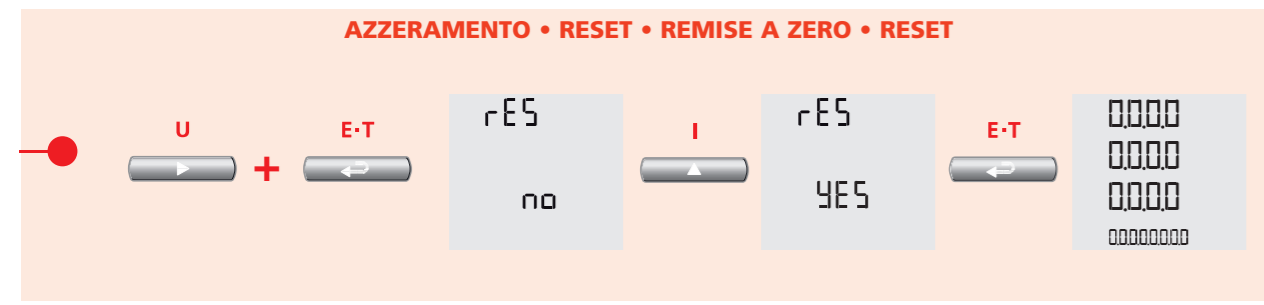 AZZERAMENTO • RESET • REMISE A ZERO • RESET
U + E·T
rES
no
I
rES
YES
E·T
0.0.0.0
0.0.0.0
0.0.0.0
0.0.0.0.0.0.0.0